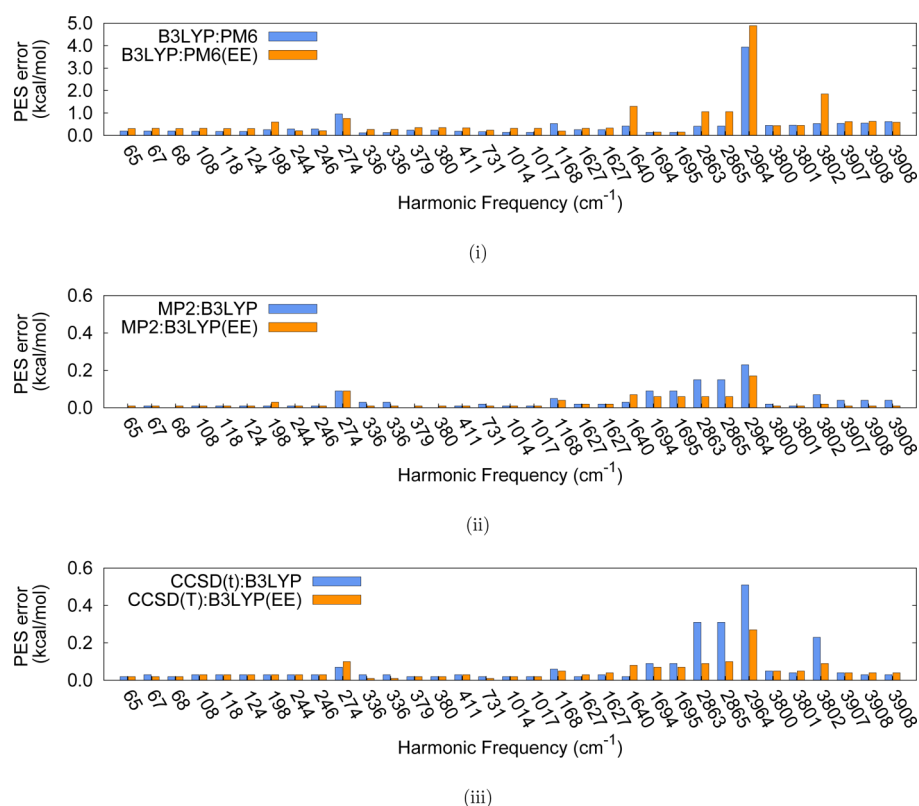 5.0
4.0
3.0
2.0
1.0
0.0
PES error
(kcal/mol)
B3LYP:PM6
B3LYP:PM6(EE)
65 67 68 108 118 124 198 244 246 274 336 336 379 380 411 731 1014 1017 1168 1627 1627 1640 1694 1695 2863 2865 2964 3800 3801 3802 3907 3908 3908
Harmonic Frequency (cm⁻¹)
(i)
0.6
0.4
0.2
0.0
PES error
(kcal/mol)
MP2:B3LYP
MP2:B3LYP(EE)
65 67 68 108 118 124 198 244 246 274 336 336 379 380 411 731 1014 1017 1168 1627 1627 1640 1694 1695 2863 2865 2964 3800 3801 3802 3907 3908 3908
Harmonic Frequency (cm⁻¹)
(ii)
0.6
0.4
0.2
0.0
PES error
(kcal/mol)
CCSD(t):B3LYP
CCSD(T):B3LYP(EE)
65 67 68 108 118 124 198 244 246 274 336 336 379 380 411 731 1014 1017 1168 1627 1627 1640 1694 1695 2863 2865 2964 3800 3801 3802 3907 3908 3908
Harmonic Frequency (cm⁻¹)
(iii)